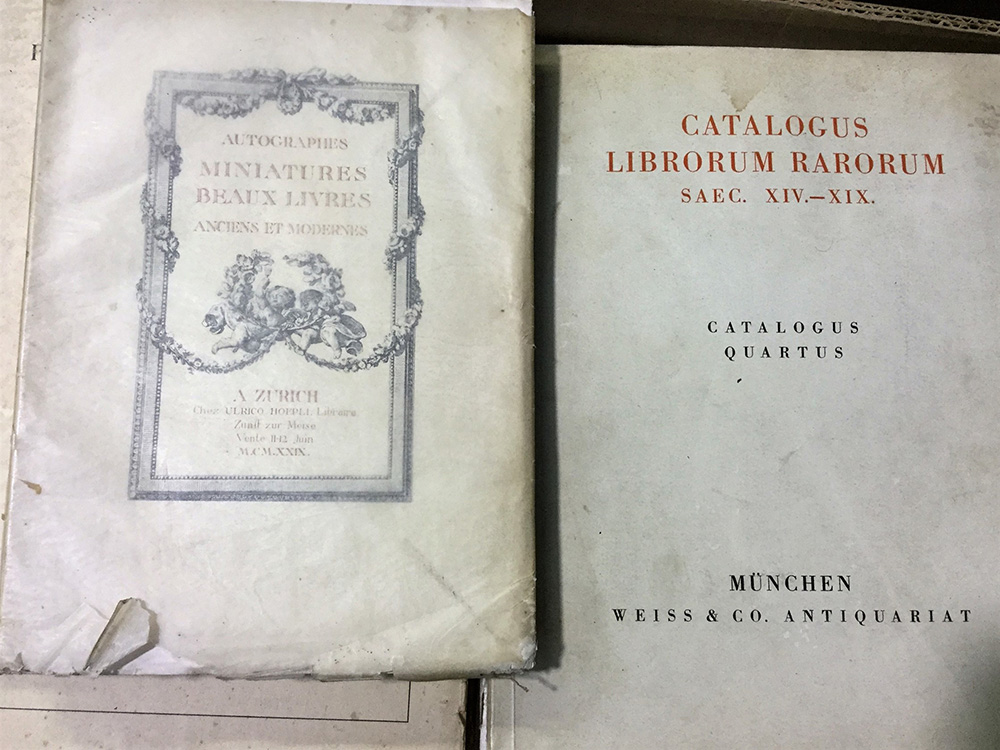 AUTOGRAPHES
MINIATURES
BEAUX LIVRES
ANCIENS ET MODERNES
A ZURICH
Chez ULRICO HOEPLI, Libraire
Zunft zur Meise
Vente 11-12 Juin
M.CM.XXIX.
CATALOGUS
LIBRORUM RARORUM
SAEC. XIV.—XIX.
CATALOGUS
QUARTUS
MÜNCHEN
WEISS & CO. ANTIQUARIAT